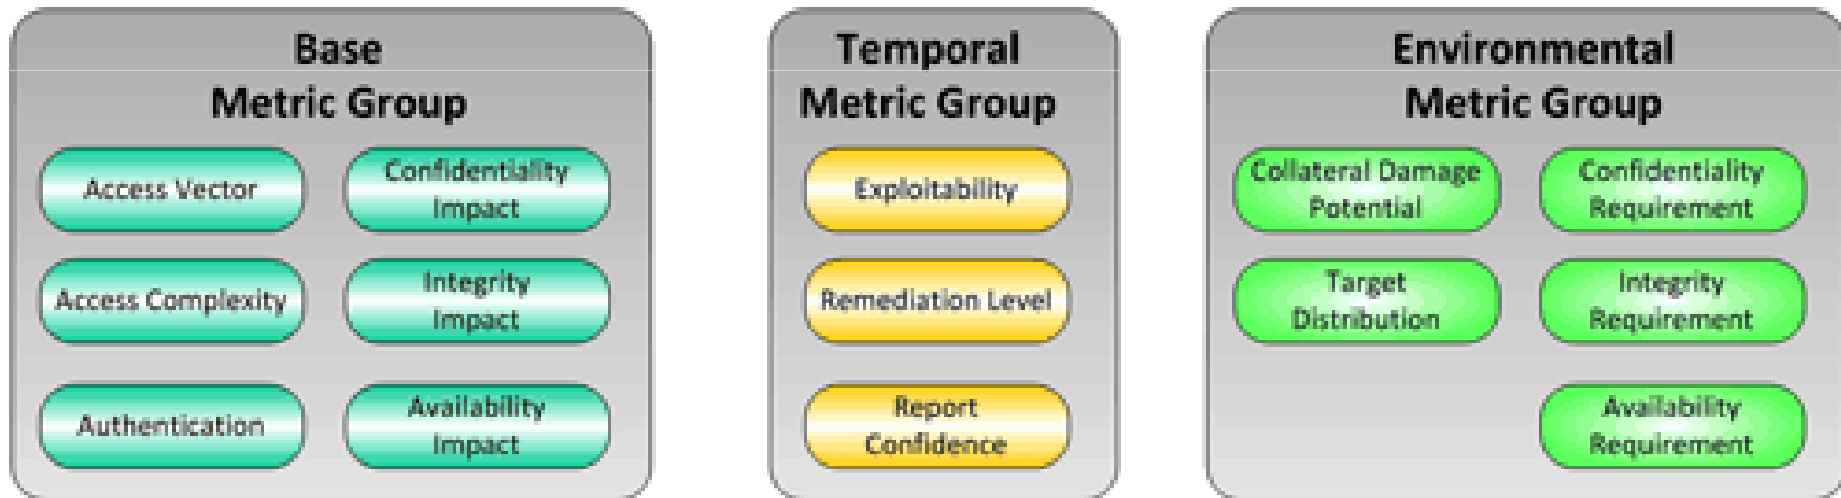 Base
Metric Group
Access Vector
Confidentiality
Impact
Access Complexity
Integrity
Impact
Authentication
Availability
Impact
Temporal
Metric Group
Exploitability
Remediation Level
Report
Confidence
Environmental
Metric Group
Collateral Damage
Potential
Confidentiality
Requirement
Target
Distribution
Integrity
Requirement
Availability
Requirement